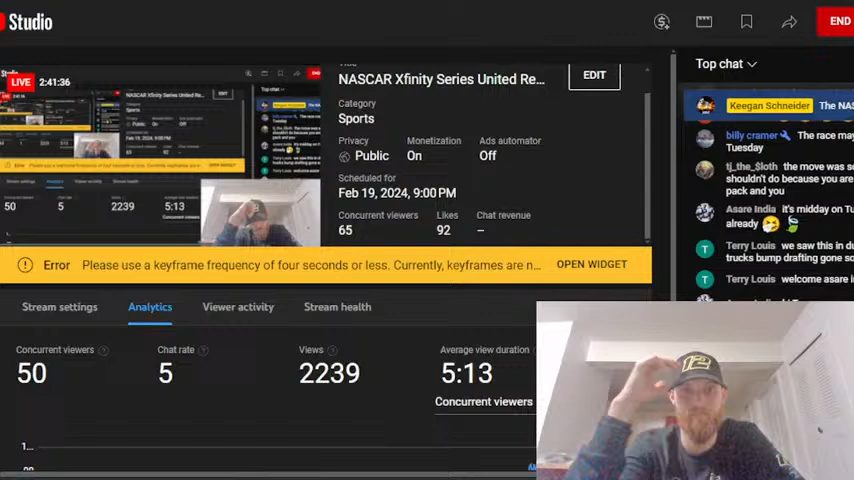 Studio
END
LIVE 2:41:36
NASCAR Xfinity Series United Re...
EDIT
Category
Sports
Privacy
Monetization
Ads automator
Public
On
Off
Scheduled for
Feb 19, 2024, 9:00 PM
Concurrent viewers
Likes
Chat revenue
65
92
–
Error Please use a keyframe frequency of four seconds or less. Currently, keyframes are n...
OPEN WIDGET
Stream settings
Analytics
Viewer activity
Stream health
Concurrent viewers
Chat rate
Views
Average view duration
50
5
2239
5:13
Concurrent viewers
1...
Top chat
Keegan Schneider The NA
billy cramer The race may
Tuesday
tj_the_$loth the move was so
shouldn't do because you are
pack and you
Asare India it's midday on Tu
already
Terry Louis we saw this in du
trucks bump drafting gone so
Terry Louis welcome asare in
12